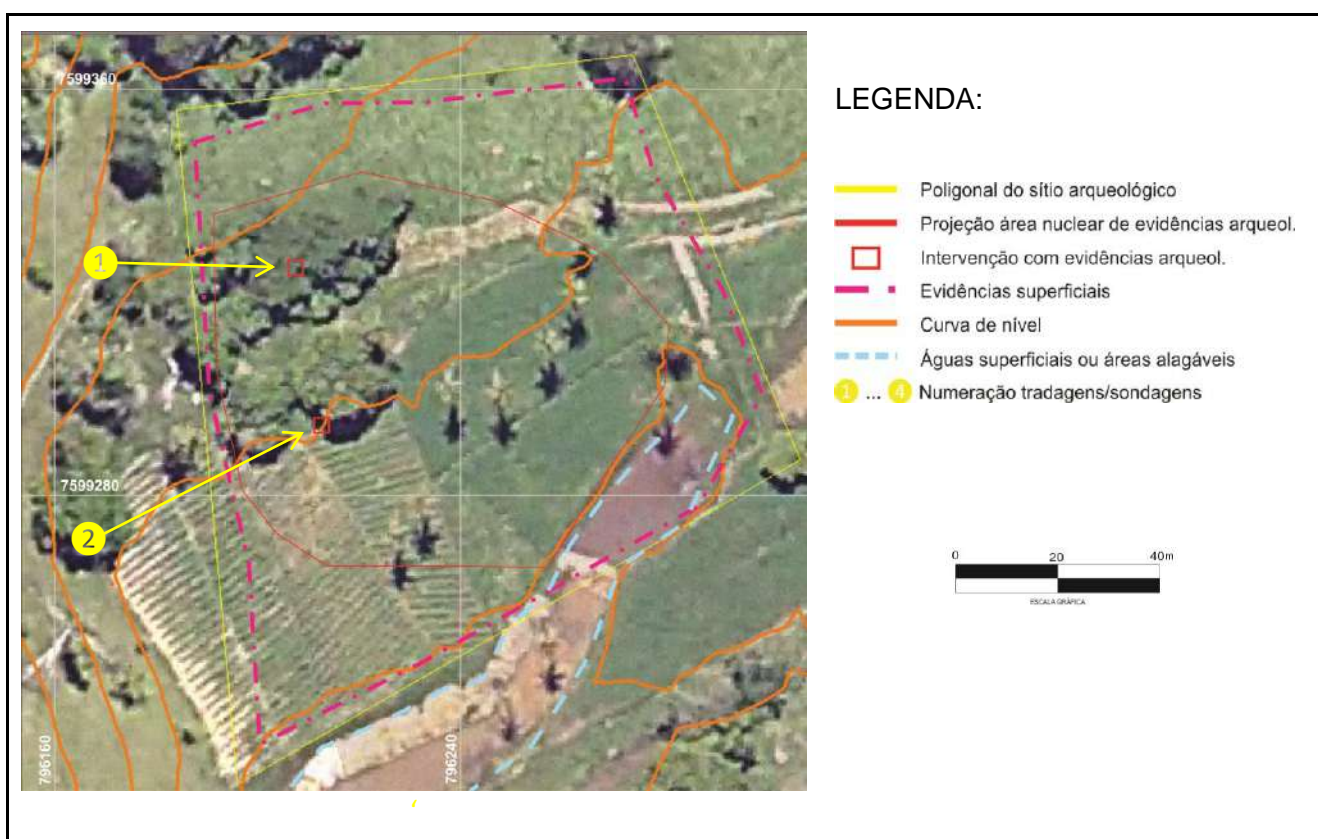 7599360
1
2
7599280
796160
796240
LEGENDA:
Poligonal do sítio arqueológico
Projeção área nuclear de evidências arqueol.
Intervenção com evidências arqueol.
Evidências superficiais
Curva de nível
Águas superficiais ou áreas alagáveis
1 ... 4 Numeração tradagens/sondagens
0 20 40m
ESCALA GRÁFICA